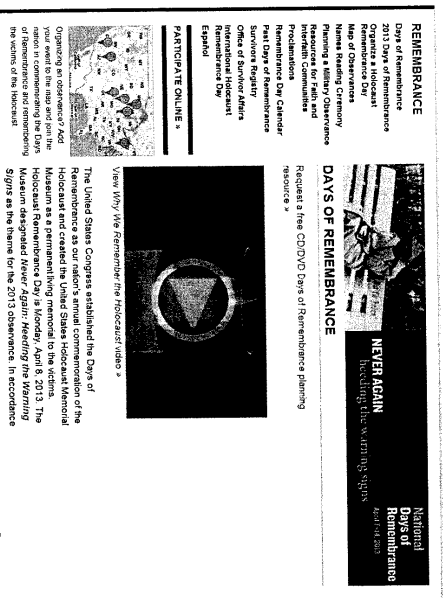 REMEMBRANCE
Days of Remembrance
2013 Days of Remembrance
Organize a Holocaust
Remembrance Day
Map of Observances
Names Reading Ceremony
Planning a Military Observance
Resources for Faith and
Interfaith Communities
Proclamations
Remembrance Day Calendar
Past Days of Remembrance
Survivors Registry
Office of Survivor Affairs
International Holocaust
Remembrance Day
Español
PARTICIPATE ONLINE »
Organizing an observance? Add
your event to the map and join the
nation in commemorating the Days
of Remembrance and remembering
the victims of the Holocaust
NEVER AGAIN
heeding the warning signs
National
Days of
Remembrance
April 7-14, 2013
DAYS OF REMEMBRANCE
Request a free CD/DVD Days of Remembrance planning
resource »
View Why We Remember the Holocaust video »
The United States Congress established the Days of
Remembrance as our nation's annual commemoration of the
Holocaust and created the United States Holocaust Memorial
Museum as a permanent living memorial to the victims.
Holocaust Remembrance Day is Monday, April 8, 2013. The
Museum designated Never Again: Heeding the Warning
Signs as the theme for the 2013 observance. In accordance